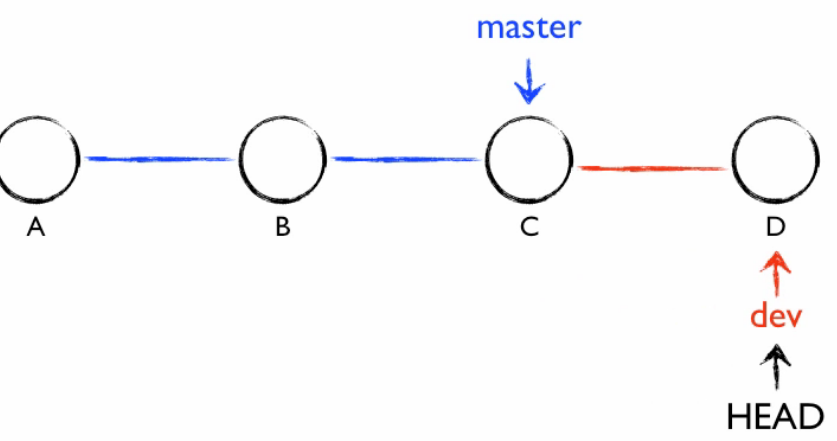 master
A B C D
dev
HEAD